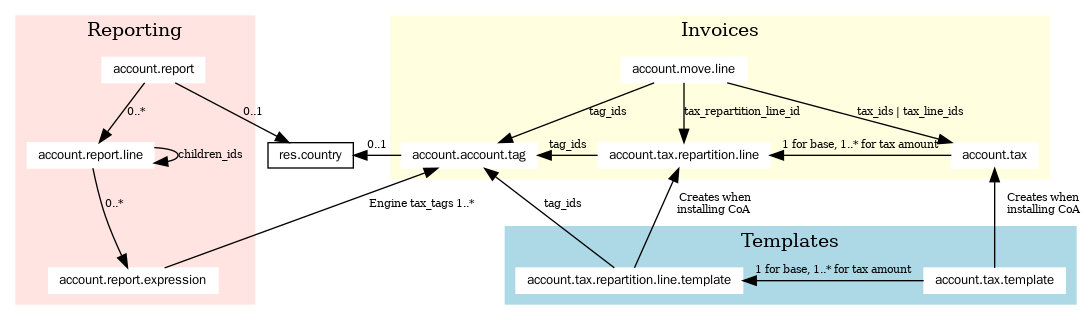 Reporting
Invoices
account.report
account.move.line
0..*
0..1
tag_ids
tax_repartition_line_id
tax_ids | tax_line_ids
account.report.line
children_ids
res.country
0..1
account.account.tag
tag_ids
account.tax.repartition.line
1 for base, 1..* for tax amount
account.tax
0..*
Engine tax_tags 1..*
tag_ids
Creates when
installing CoA
Creates when
installing CoA
Templates
account.report.expression
account.tax.repartition.line.template
1 for base, 1..* for tax amount
account.tax.template